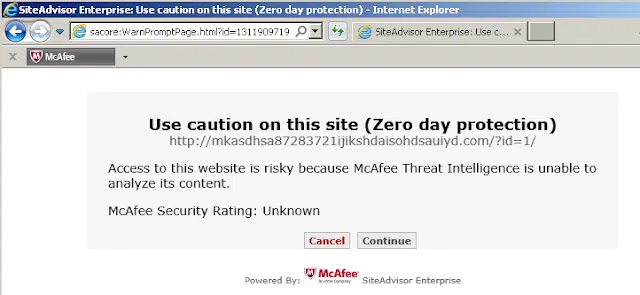 SiteAdvisor Enterprise: Use caution on this site (Zero day protection) - Internet Explorer
sacore:WarnPromptPage.html?id=1311909719
SiteAdvisor Enterprise: Use c...
McAfee
Use caution on this site (Zero day protection)
http://mkasdhsa87283721ijikshdaisohdsauiyd.com/?id=1/
Access to this website is risky because McAfee Threat Intelligence is unable to
analyze its content.
McAfee Security Rating: Unknown
Cancel Continue
Powered By: McAfee SiteAdvisor Enterprise
An Intel Company